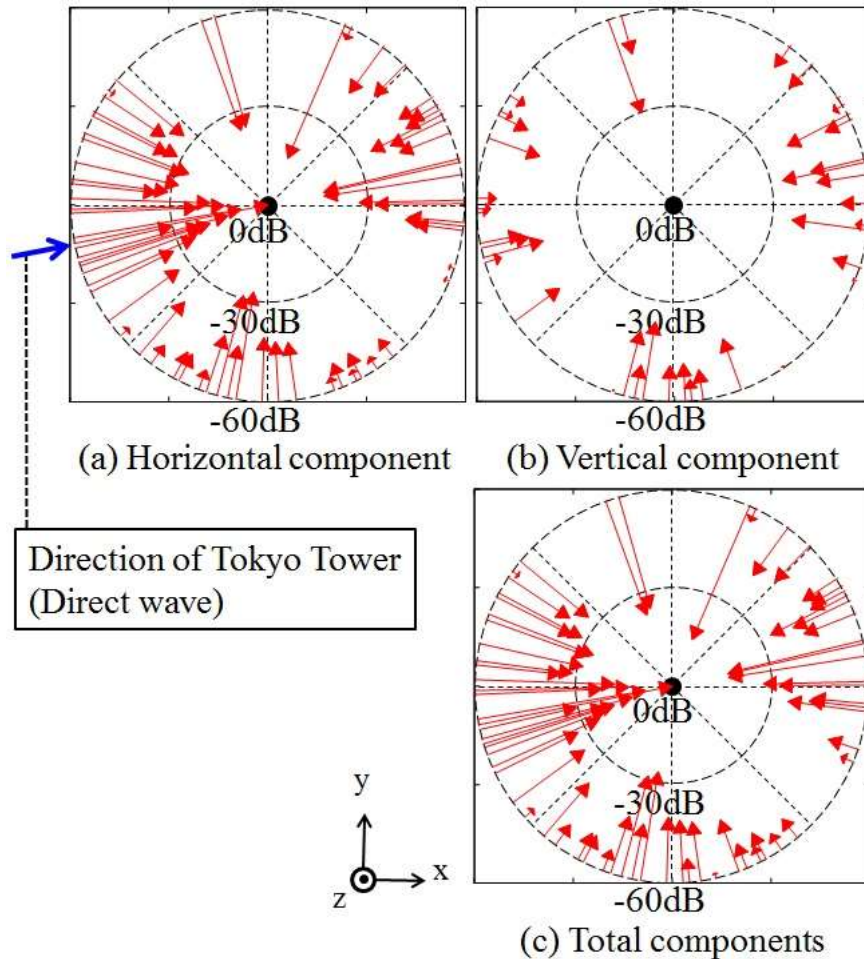 0dB
-30dB
-60dB
(a) Horizontal component
0dB
-30dB
-60dB
(b) Vertical component
Direction of Tokyo Tower
(Direct wave)
0dB
-30dB
-60dB
(c) Total components
y
x
z